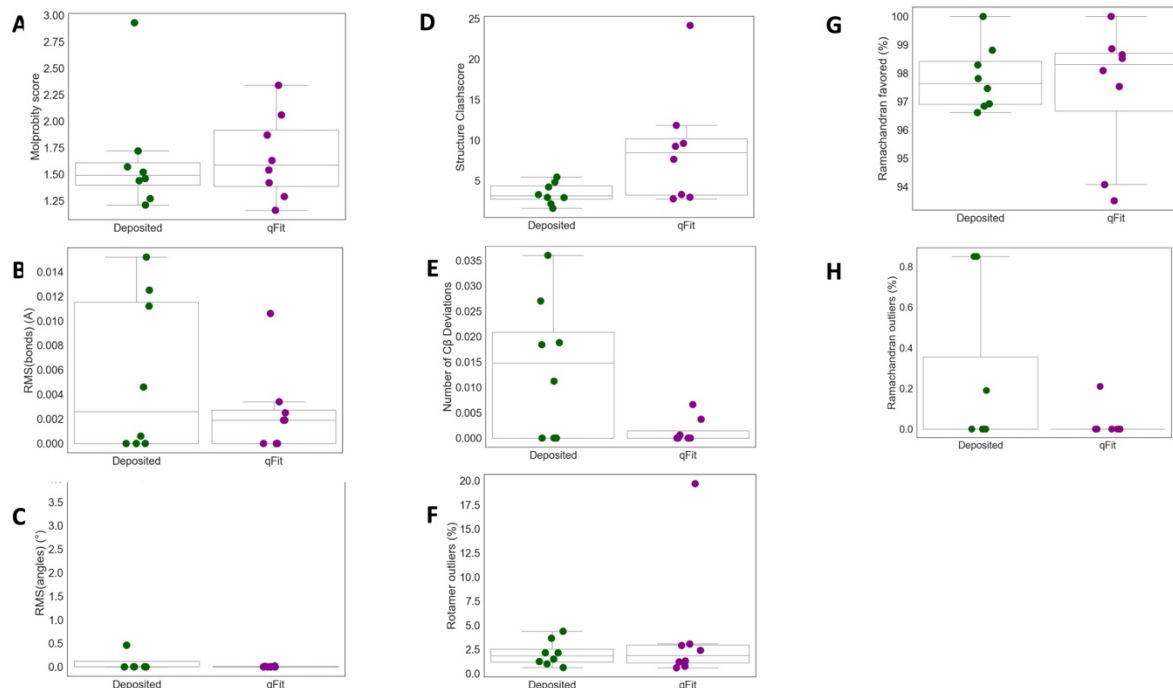 A
Molprobity score
3.00
2.75
2.50
2.25
2.00
1.75
1.50
1.25
Deposited
qFit
B
RMS(bonds) (Å)
0.014
0.012
0.010
0.008
0.006
0.004
0.002
0.000
Deposited
qFit
C
RMS(angles) (°)
3.5
3.0
2.5
2.0
1.5
1.0
0.5
0.0
Deposited
qFit
D
Structure Clashscore
25
20
15
10
5
Deposited
qFit
E
Number of Cβ Deviations
0.035
0.030
0.025
0.020
0.015
0.010
0.005
0.000
Deposited
qFit
F
Rotamer outliers (%)
20.0
17.5
15.0
12.5
10.0
7.5
5.0
2.5
0.0
Deposited
qFit
G
Ramachandran favored (%)
100
99
98
97
96
95
94
Deposited
qFit
H
Ramachandran outliers (%)
0.8
0.6
0.4
0.2
0.0
Deposited
qFit